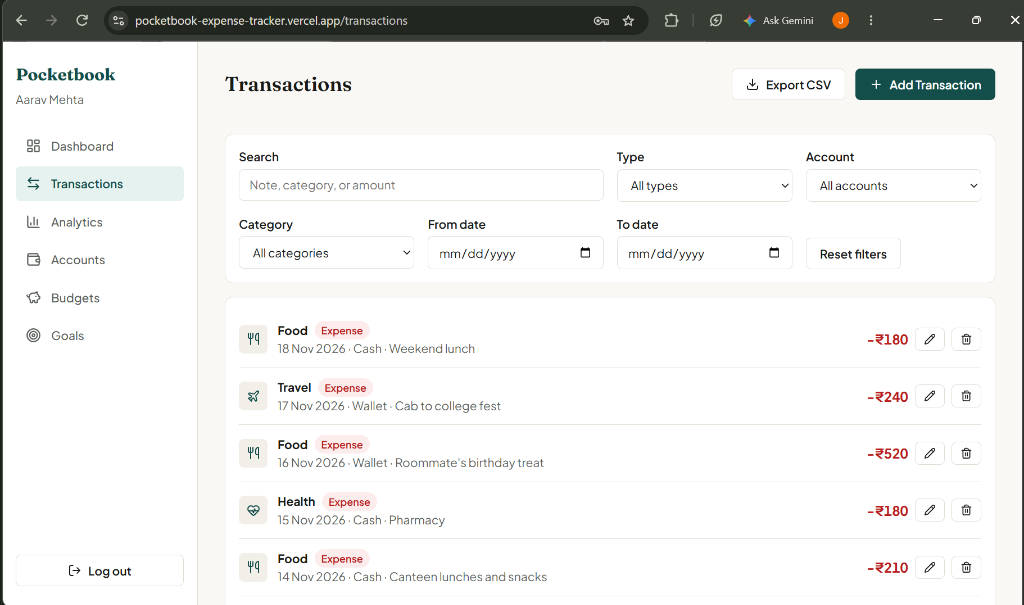 pocketbook-expense-tracker.vercel.app/transactions
Ask Gemini
J
Pocketbook
Aarav Mehta
Dashboard
Transactions
Analytics
Accounts
Budgets
Goals
Log out
Transactions
Export CSV
+ Add Transaction
Search
Type
Account
Note, category, or amount
All types
All accounts
Category
From date
To date
All categories
mm/dd/yyyy
mm/dd/yyyy
Reset filters
Food Expense -₹180
18 Nov 2026 · Cash · Weekend lunch
Travel Expense -₹240
17 Nov 2026 · Wallet · Cab to college fest
Food Expense -₹520
16 Nov 2026 · Wallet · Roommate's birthday treat
Health Expense -₹180
15 Nov 2026 · Cash · Pharmacy
Food Expense -₹210
14 Nov 2026 · Cash · Canteen lunches and snacks